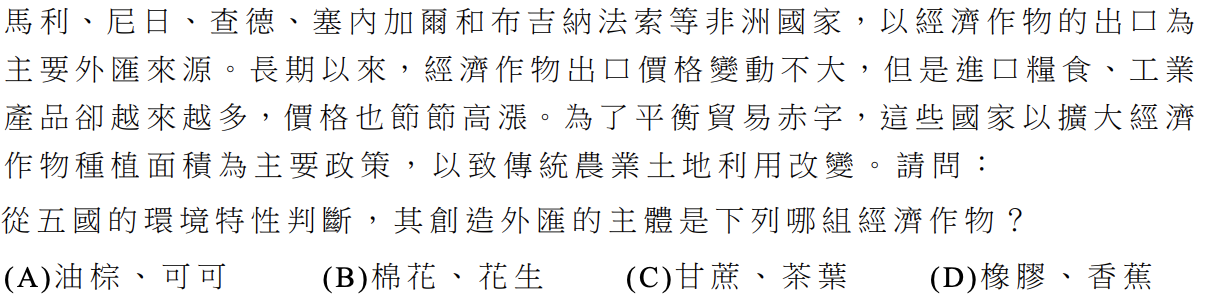 馬利、尼日、查德、塞內加爾和布吉納法索等非洲國家，以經濟作物的出口為
主要外匯來源。長期以來，經濟作物出口價格變動不大，但是進口糧食、工業
產品卻越來越多，價格也節節高漲。為了平衡貿易赤字，這些國家以擴大經濟
作物種植面積為主要政策，以致傳統農業土地利用改變。請問：
從五國的環境特性判斷，其創造外匯的主體是下列哪組經濟作物？
(A)油棕、可可 (B)棉花、花生 (C)甘蔗、茶葉 (D)橡膠、香蕉